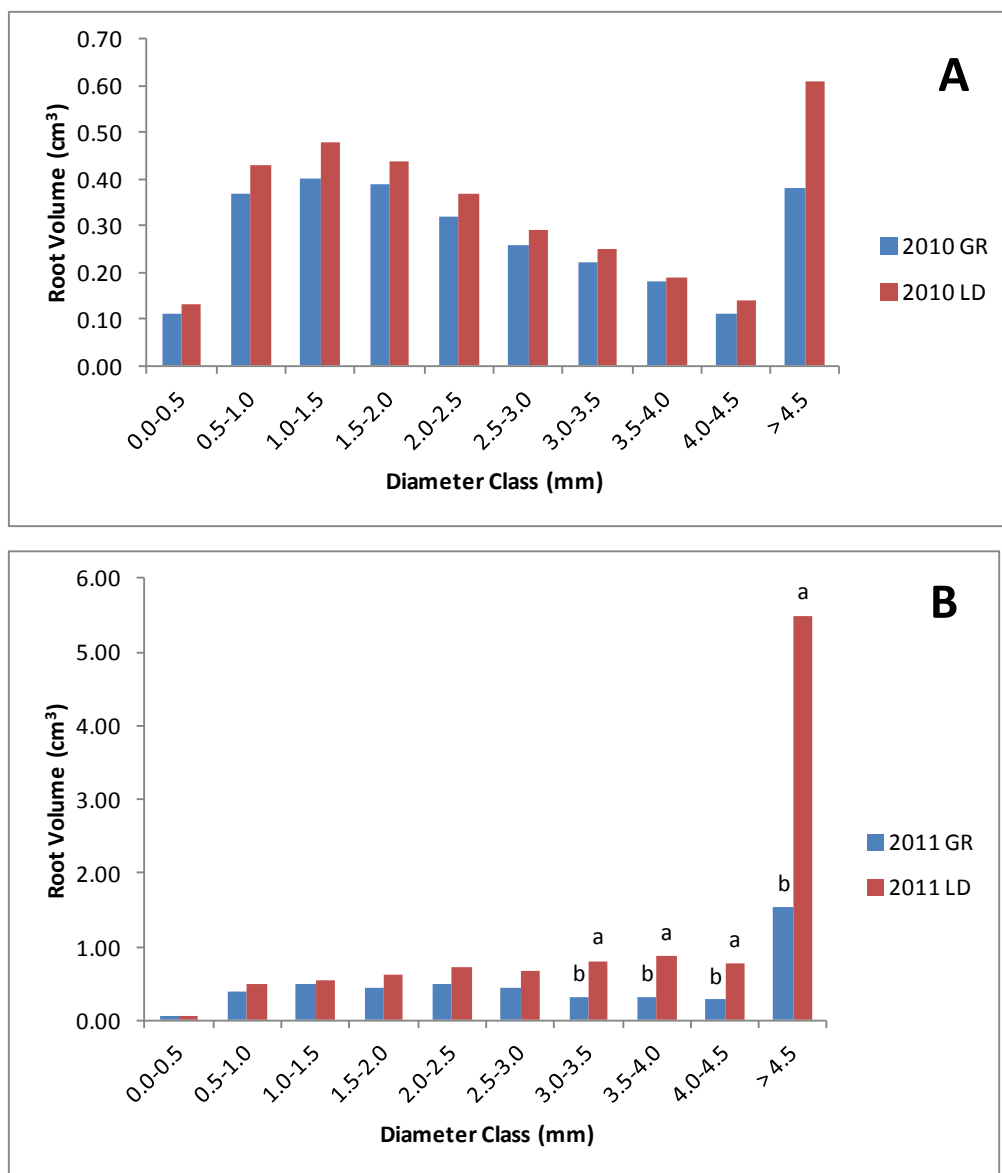 A
0.70
0.60
0.50
0.40
0.30
0.20
0.10
0.00
Root Volume (cm³)
2010 GR
2010 LD
0.0-0.5
0.5-1.0
1.0-1.5
1.5-2.0
2.0-2.5
2.5-3.0
3.0-3.5
3.5-4.0
4.0-4.5
> 4.5
Diameter Class (mm)
B
6.00
5.00
4.00
3.00
2.00
1.00
0.00
Root Volume (cm³)
b a
b a
b a
b a
2011 GR
2011 LD
0.0-0.5
0.5-1.0
1.0-1.5
1.5-2.0
2.0-2.5
2.5-3.0
3.0-3.5
3.5-4.0
4.0-4.5
> 4.5
Diameter Class (mm)